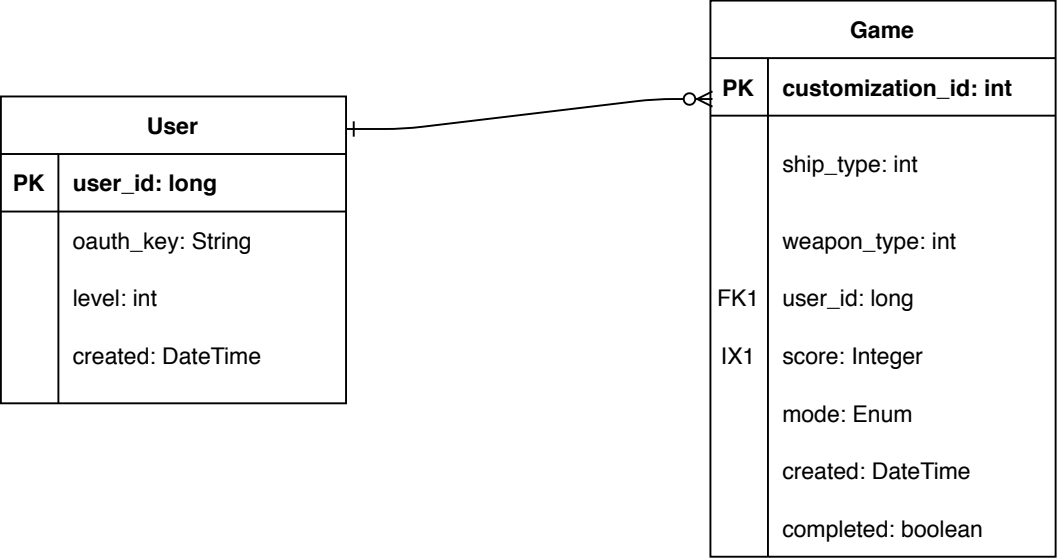 User
PK user_id: long
oauth_key: String
level: int
created: DateTime
Game
PK customization_id: int
ship_type: int
weapon_type: int
FK1 user_id: long
IX1 score: Integer
mode: Enum
created: DateTime
completed: boolean